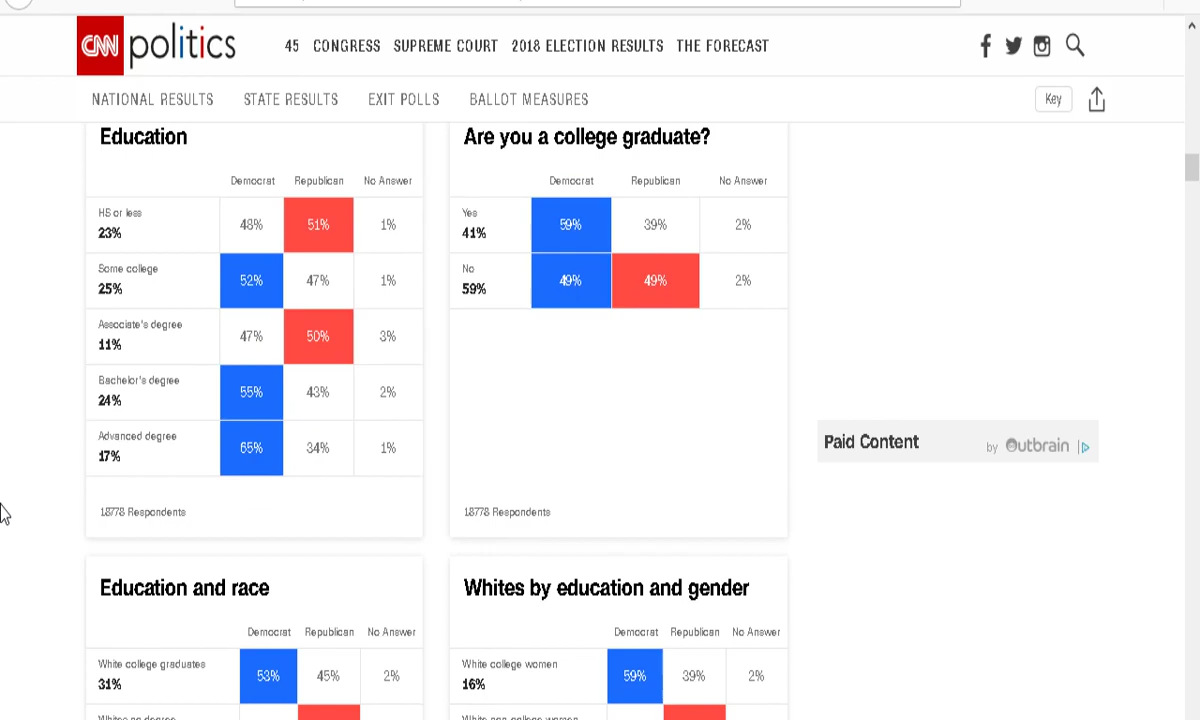 CNN politics 45 CONGRESS SUPREME COURT 2018 ELECTION RESULTS THE FORECAST
NATIONAL RESULTS STATE RESULTS EXIT POLLS BALLOT MEASURES Key
Education
Democrat Republican No Answer
HS or less
23%
48% 51% 1%
Some college
25%
52% 47% 1%
Associate's degree
11%
47% 50% 3%
Bachelor's degree
24%
55% 43% 2%
Advanced degree
17%
65% 34% 1%
18778 Respondents
Are you a college graduate?
Democrat Republican No Answer
Yes
41%
59% 39% 2%
No
59%
49% 49% 2%
18778 Respondents
Paid Content by Outbrain
Education and race
Democrat Republican No Answer
White college graduates
31%
53% 45% 2%
Whites by education and gender
Democrat Republican No Answer
White college women
16%
59% 39% 2%